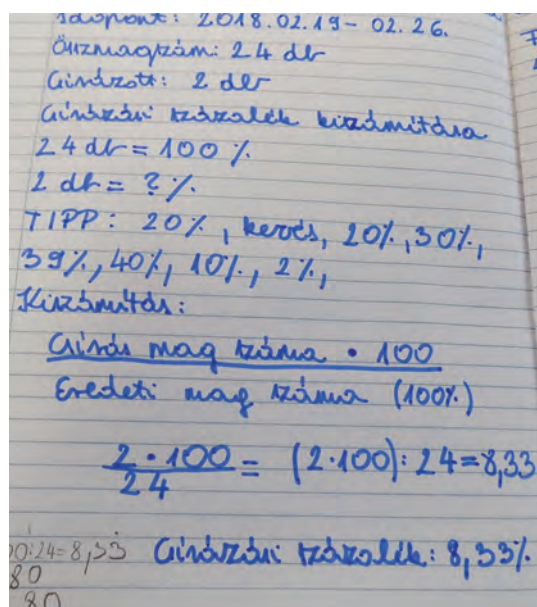 Időpont: 2018.02.19 - 02.26.
Összmagszám: 24 db
Csírázott: 2 db
Csírázási százalék kiszámítása
24 db = 100 %
2 db = ? %.
TIPP: 20%, kevés, 20%, 30%,
39%, 40%, 10%, 2%,
Kiszámítás:
Csírás mag száma • 100
Eredeti mag száma (100%)
2 • 100
24
= (2•100): 24 = 8,33
00:24=8,33
80
80
Csírázási százalék: 8,33%